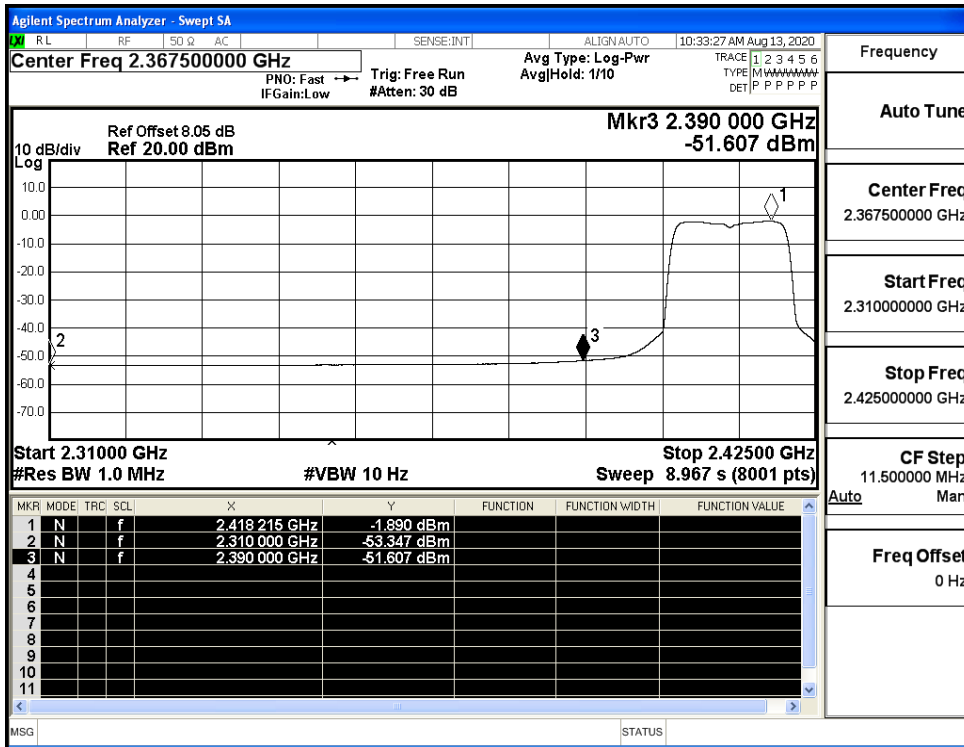 Agilent Spectrum Analyzer - Swept SA
LXI RL RF 50 Ω AC SENSE:INT ALIGN AUTO 10:33:27 AM Aug 13, 2020
Center Freq 2.367500000 GHz
PNO: Fast
IFGain:Low
Trig: Free Run
#Atten: 30 dB
Avg Type: Log-Pwr
Avg|Hold: 1/10
TRACE 1 2 3 4 5 6
TYPE M WWWWW
DET P P P P P P
Frequency
Auto Tune
Center Freq
2.367500000 GHz
Start Freq
2.310000000 GHz
Stop Freq
2.425000000 GHz
CF Step
11.500000 MHz
Auto Man
Freq Offset
0 Hz
Mkr3 2.390 000 GHz
-51.607 dBm
Ref Offset 8.05 dB
10 dB/div Ref 20.00 dBm
Log
10.0
0.00
-10.0
-20.0
-30.0
-40.0
-50.0
-60.0
-70.0
1
2
3
Start 2.31000 GHz Stop 2.42500 GHz
#Res BW 1.0 MHz #VBW 10 Hz Sweep 8.967 s (8001 pts)
MKR MODE TRC SCL X Y FUNCTION FUNCTION WIDTH FUNCTION VALUE
1 N f 2.418 215 GHz -1.890 dBm
2 N f 2.310 000 GHz -53.347 dBm
3 N f 2.390 000 GHz -51.607 dBm
4
5
6
7
8
9
10
11
MSG STATUS